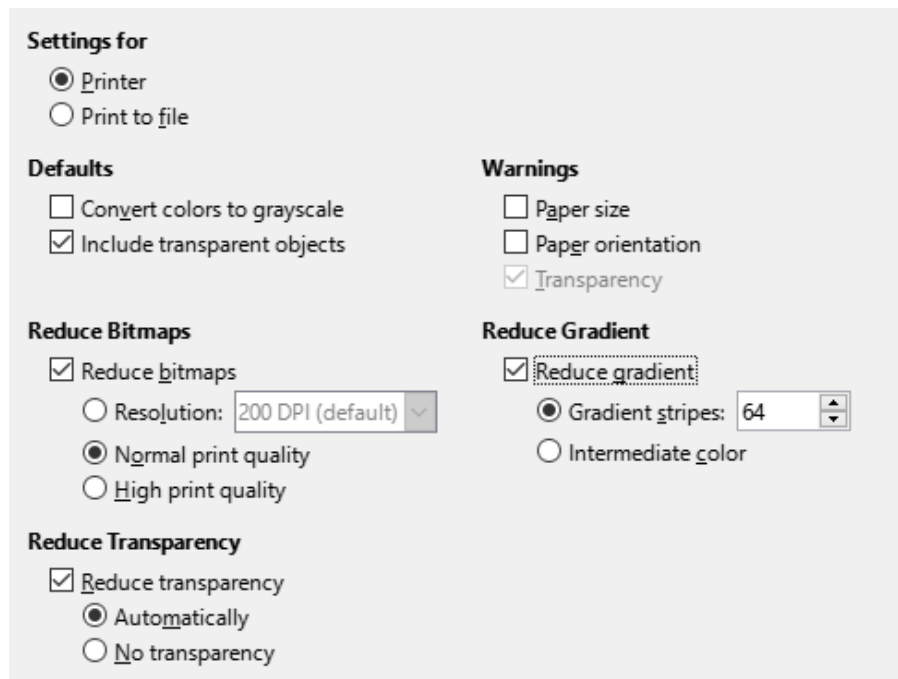 Settings for
Printer
Print to file
Defaults
Convert colors to grayscale
Include transparent objects
Warnings
Paper size
Paper orientation
Transparency
Reduce Bitmaps
Reduce bitmaps
Resolution: 200 DPI (default)
Normal print quality
High print quality
Reduce Gradient
Reduce gradient
Gradient stripes: 64
Intermediate color
Reduce Transparency
Reduce transparency
Automatically
No transparency